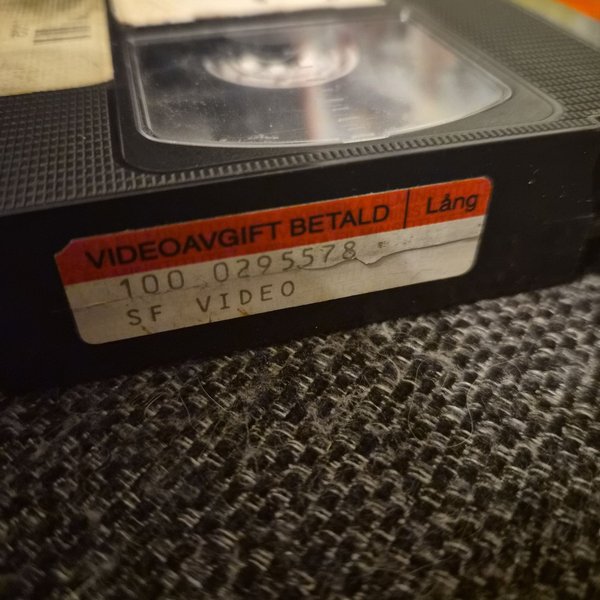 VIDEOAVGIFT BETALD | Lång
100 0295578
SF VIDEO